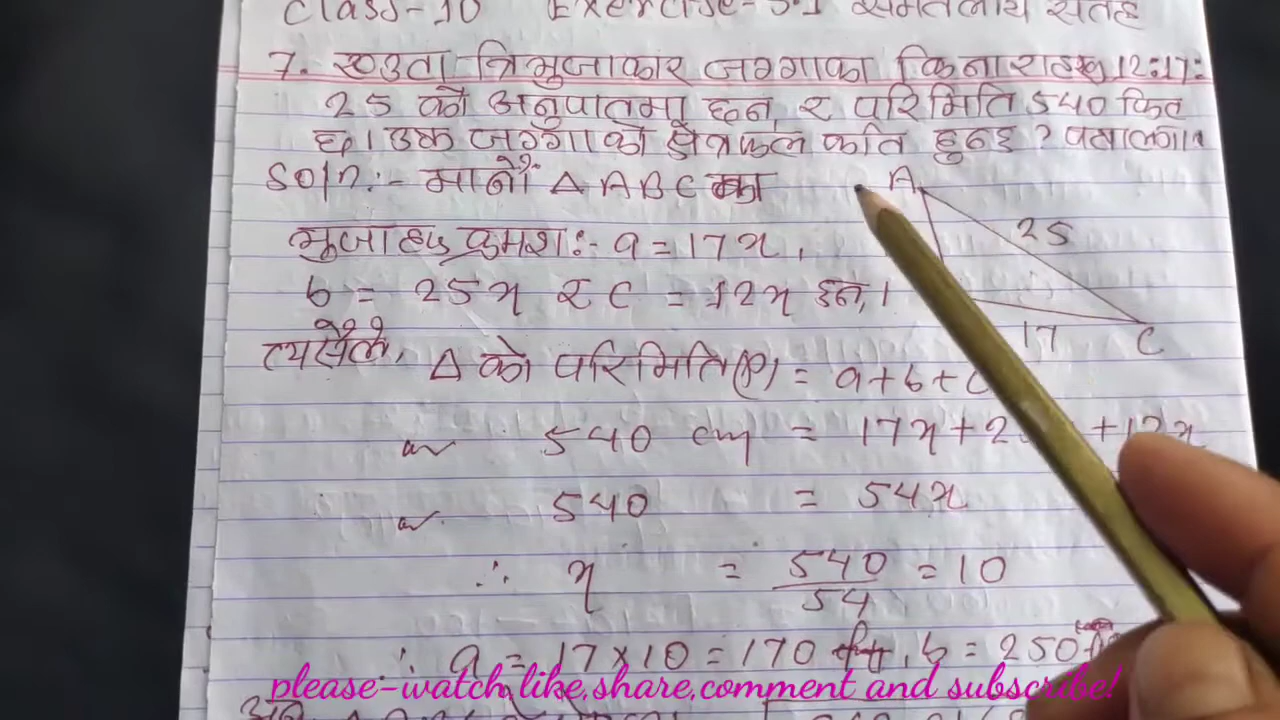 Class-10 Exercise-5.1 समतलीय सतह
7. एउटा त्रिभुजाकार जग्गाका किनाराहरू 12:17:
25 को अनुपातमा छन् र परिमिति 540 फिट
छ। उक्त जग्गाको क्षेत्रफल कति हुन्छ ? पत्ता लगा।
Soln:- मानौं Δ ABC का
A
25
17
C
भुजाहरू क्रमशः:- a = 17x,
b = 25x र c = 12x छन्।
त्यसैले, Δ को परिमिति (P) = a+b+c
or 540 cm = 17x+2 +12x
or 540 = 54x
∴ x = 540/54 = 10
∴ a = 17×10 = 170 , b = 250
please-watch,like,share,comment and subscribe!